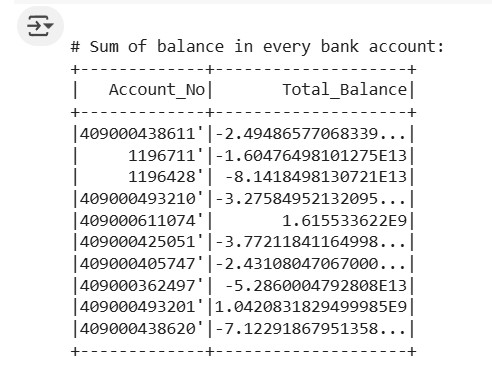 # Sum of balance in every bank account:
+-------------+--------------------+
|   Account_No|       Total_Balance|
+-------------+--------------------+
|409000438611'|-2.49486577068339...|
|     1196711'|-1.60476498101275E13|
|     1196428'| -8.1418498130721E13|
|409000493210'|-3.27584952132095...|
|409000611074'|       1.615533622E9|
|409000425051'|-3.77211841164998...|
|409000405747'|-2.43108047067000...|
|409000362497'| -5.2860004792808E13|
|409000493201'|1.0420831829499985E9|
|409000438620'|-7.12291867951358...|
+-------------+--------------------+